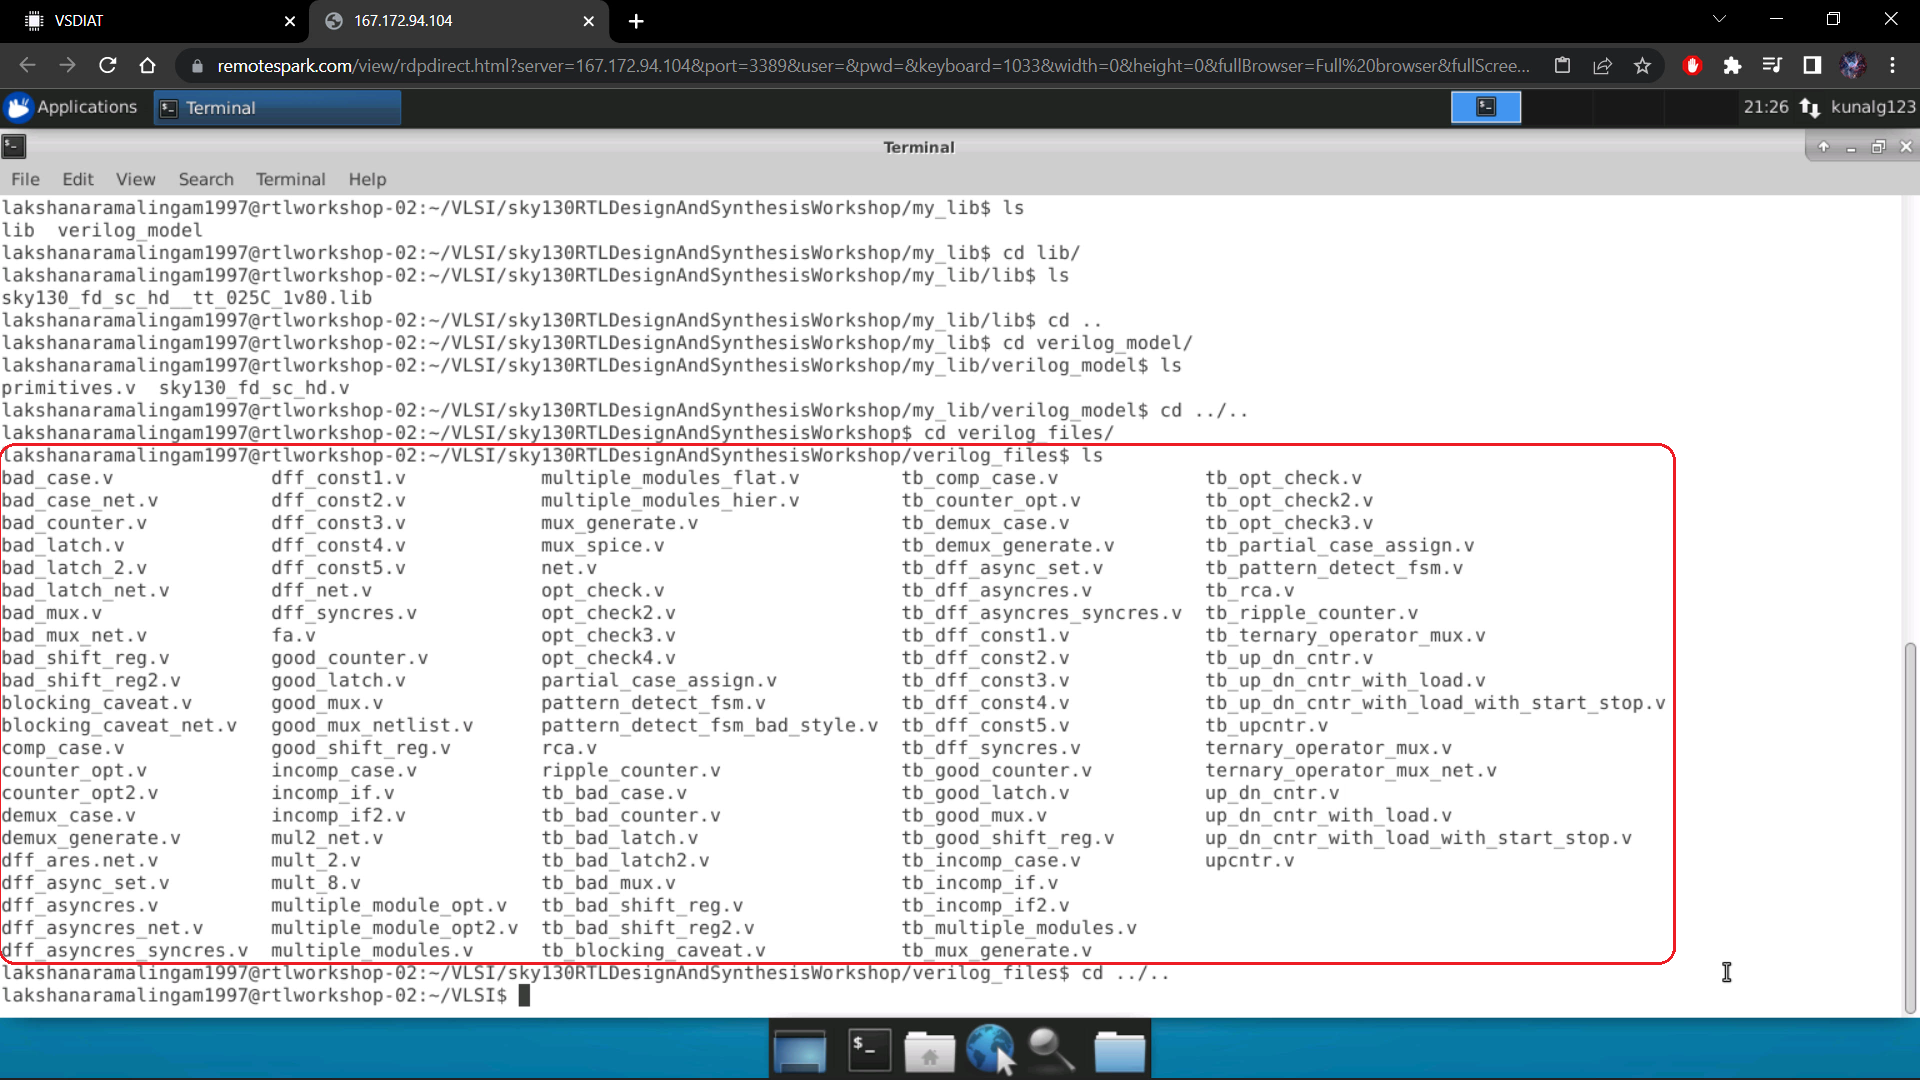 VSDIAT
167.172.94.104
remotespark.com/view/rdpdirect.html?server=167.172.94.104&port=3389&user=&pwd=&keyboard=1033&width=0&height=0&fullBrowser=Full%20browser&fullScree...
Applications Terminal 21:26 kunalg123
Terminal
File Edit View Search Terminal Help
lakshanaramalingam1997@rtlworkshop-02:~/VLSI/sky130RTLDesignAndSynthesisWorkshop/my_lib$ ls
lib verilog_model
lakshanaramalingam1997@rtlworkshop-02:~/VLSI/sky130RTLDesignAndSynthesisWorkshop/my_lib$ cd lib/
lakshanaramalingam1997@rtlworkshop-02:~/VLSI/sky130RTLDesignAndSynthesisWorkshop/my_lib/lib$ ls
sky130_fd_sc_hd__tt_025C_1v80.lib
lakshanaramalingam1997@rtlworkshop-02:~/VLSI/sky130RTLDesignAndSynthesisWorkshop/my_lib/lib$ cd ..
lakshanaramalingam1997@rtlworkshop-02:~/VLSI/sky130RTLDesignAndSynthesisWorkshop/my_lib$ cd verilog_model/
lakshanaramalingam1997@rtlworkshop-02:~/VLSI/sky130RTLDesignAndSynthesisWorkshop/my_lib/verilog_model$ ls
primitives.v sky130_fd_sc_hd.v
lakshanaramalingam1997@rtlworkshop-02:~/VLSI/sky130RTLDesignAndSynthesisWorkshop/my_lib/verilog_model$ cd ../..
lakshanaramalingam1997@rtlworkshop-02:~/VLSI/sky130RTLDesignAndSynthesisWorkshop$ cd verilog_files/
lakshanaramalingam1997@rtlworkshop-02:~/VLSI/sky130RTLDesignAndSynthesisWorkshop/verilog_files$ ls
bad_case.v dff_const1.v multiple_modules_flat.v tb_comp_case.v tb_opt_check.v
bad_case_net.v dff_const2.v multiple_modules_hier.v tb_counter_opt.v tb_opt_check2.v
bad_counter.v dff_const3.v mux_generate.v tb_demux_case.v tb_opt_check3.v
bad_latch.v dff_const4.v mux_spice.v tb_demux_generate.v tb_partial_case_assign.v
bad_latch_2.v dff_const5.v net.v tb_dff_async_set.v tb_pattern_detect_fsm.v
bad_latch_net.v dff_net.v opt_check.v tb_dff_asyncres.v tb_rca.v
bad_mux.v dff_syncres.v opt_check2.v tb_dff_asyncres_syncres.v tb_ripple_counter.v
bad_mux_net.v fa.v opt_check3.v tb_dff_const1.v tb_ternary_operator_mux.v
bad_shift_reg.v good_counter.v opt_check4.v tb_dff_const2.v tb_up_dn_cntr.v
bad_shift_reg2.v good_latch.v partial_case_assign.v tb_dff_const3.v tb_up_dn_cntr_with_load.v
blocking_caveat.v good_mux.v pattern_detect_fsm.v tb_dff_const4.v tb_up_dn_cntr_with_load_with_start_stop.v
blocking_caveat_net.v good_mux_netlist.v pattern_detect_fsm_bad_style.v tb_dff_const5.v tb_upcntr.v
comp_case.v good_shift_reg.v rca.v tb_dff_syncres.v ternary_operator_mux.v
counter_opt.v incomp_case.v ripple_counter.v tb_good_counter.v ternary_operator_mux_net.v
counter_opt2.v incomp_if.v tb_bad_case.v tb_good_latch.v up_dn_cntr.v
demux_case.v incomp_if2.v tb_bad_counter.v tb_good_mux.v up_dn_cntr_with_load.v
demux_generate.v mul2_net.v tb_bad_latch.v tb_good_shift_reg.v up_dn_cntr_with_load_with_start_stop.v
dff_ares.net.v mult_2.v tb_bad_latch2.v tb_incomp_case.v upcntr.v
dff_async_set.v mult_8.v tb_bad_mux.v tb_incomp_if.v
dff_asyncres.v multiple_module_opt.v tb_bad_shift_reg.v tb_incomp_if2.v
dff_asyncres_net.v multiple_module_opt2.v tb_bad_shift_reg2.v tb_multiple_modules.v
dff_asyncres_syncres.v multiple_modules.v tb_blocking_caveat.v tb_mux_generate.v
lakshanaramalingam1997@rtlworkshop-02:~/VLSI/sky130RTLDesignAndSynthesisWorkshop/verilog_files$ cd ../..
lakshanaramalingam1997@rtlworkshop-02:~/VLSI$